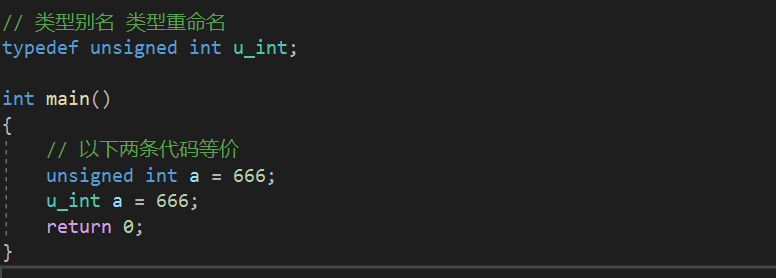 // 类型别名 类型重命名
typedef unsigned int u_int;
int main()
{
// 以下两条代码等价
unsigned int a = 666;
u_int a = 666;
return 0;
}